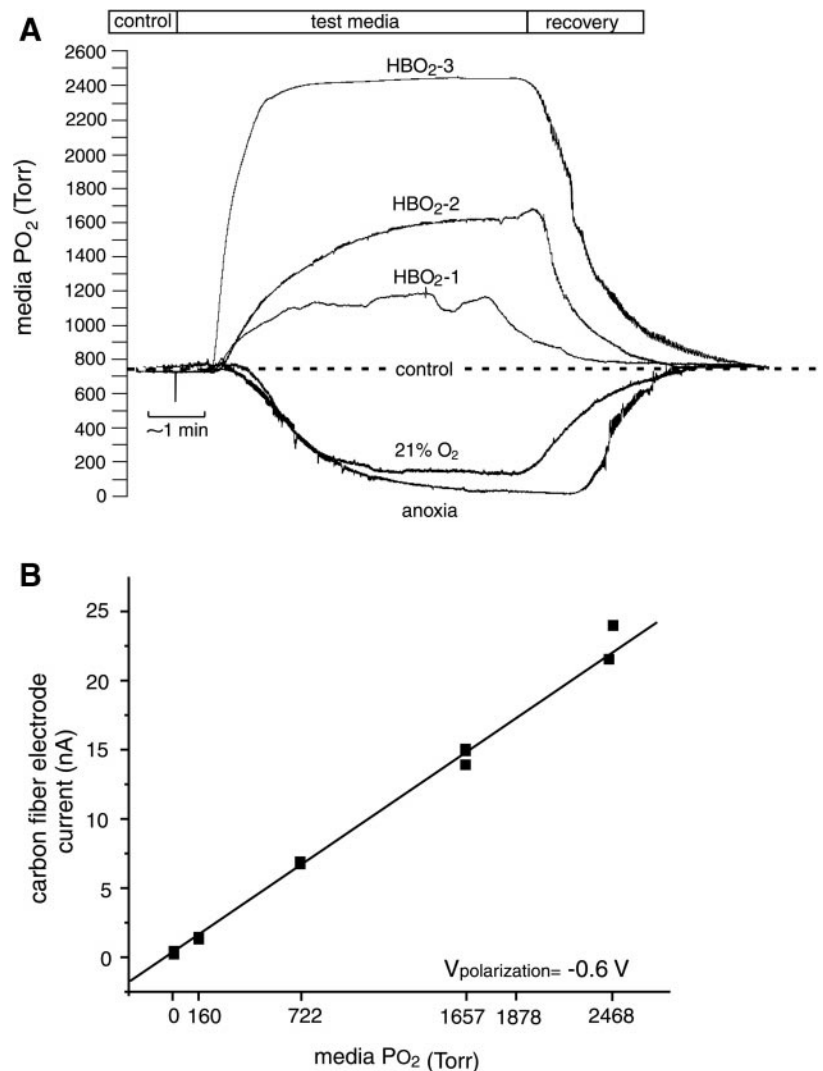 A
control
test media
recovery
media PO₂ (Torr)
2600
2400
2200
2000
1800
1600
1400
1200
1000
800
600
400
200
0
HBO₂-3
HBO₂-2
HBO₂-1
control
~1 min
21% O₂
anoxia
B
carbon fiber electrode
current (nA)
25
20
15
10
5
0
Vpolarization= -0.6 V
0 160 722 1657 1878 2468
media PO₂ (Torr)